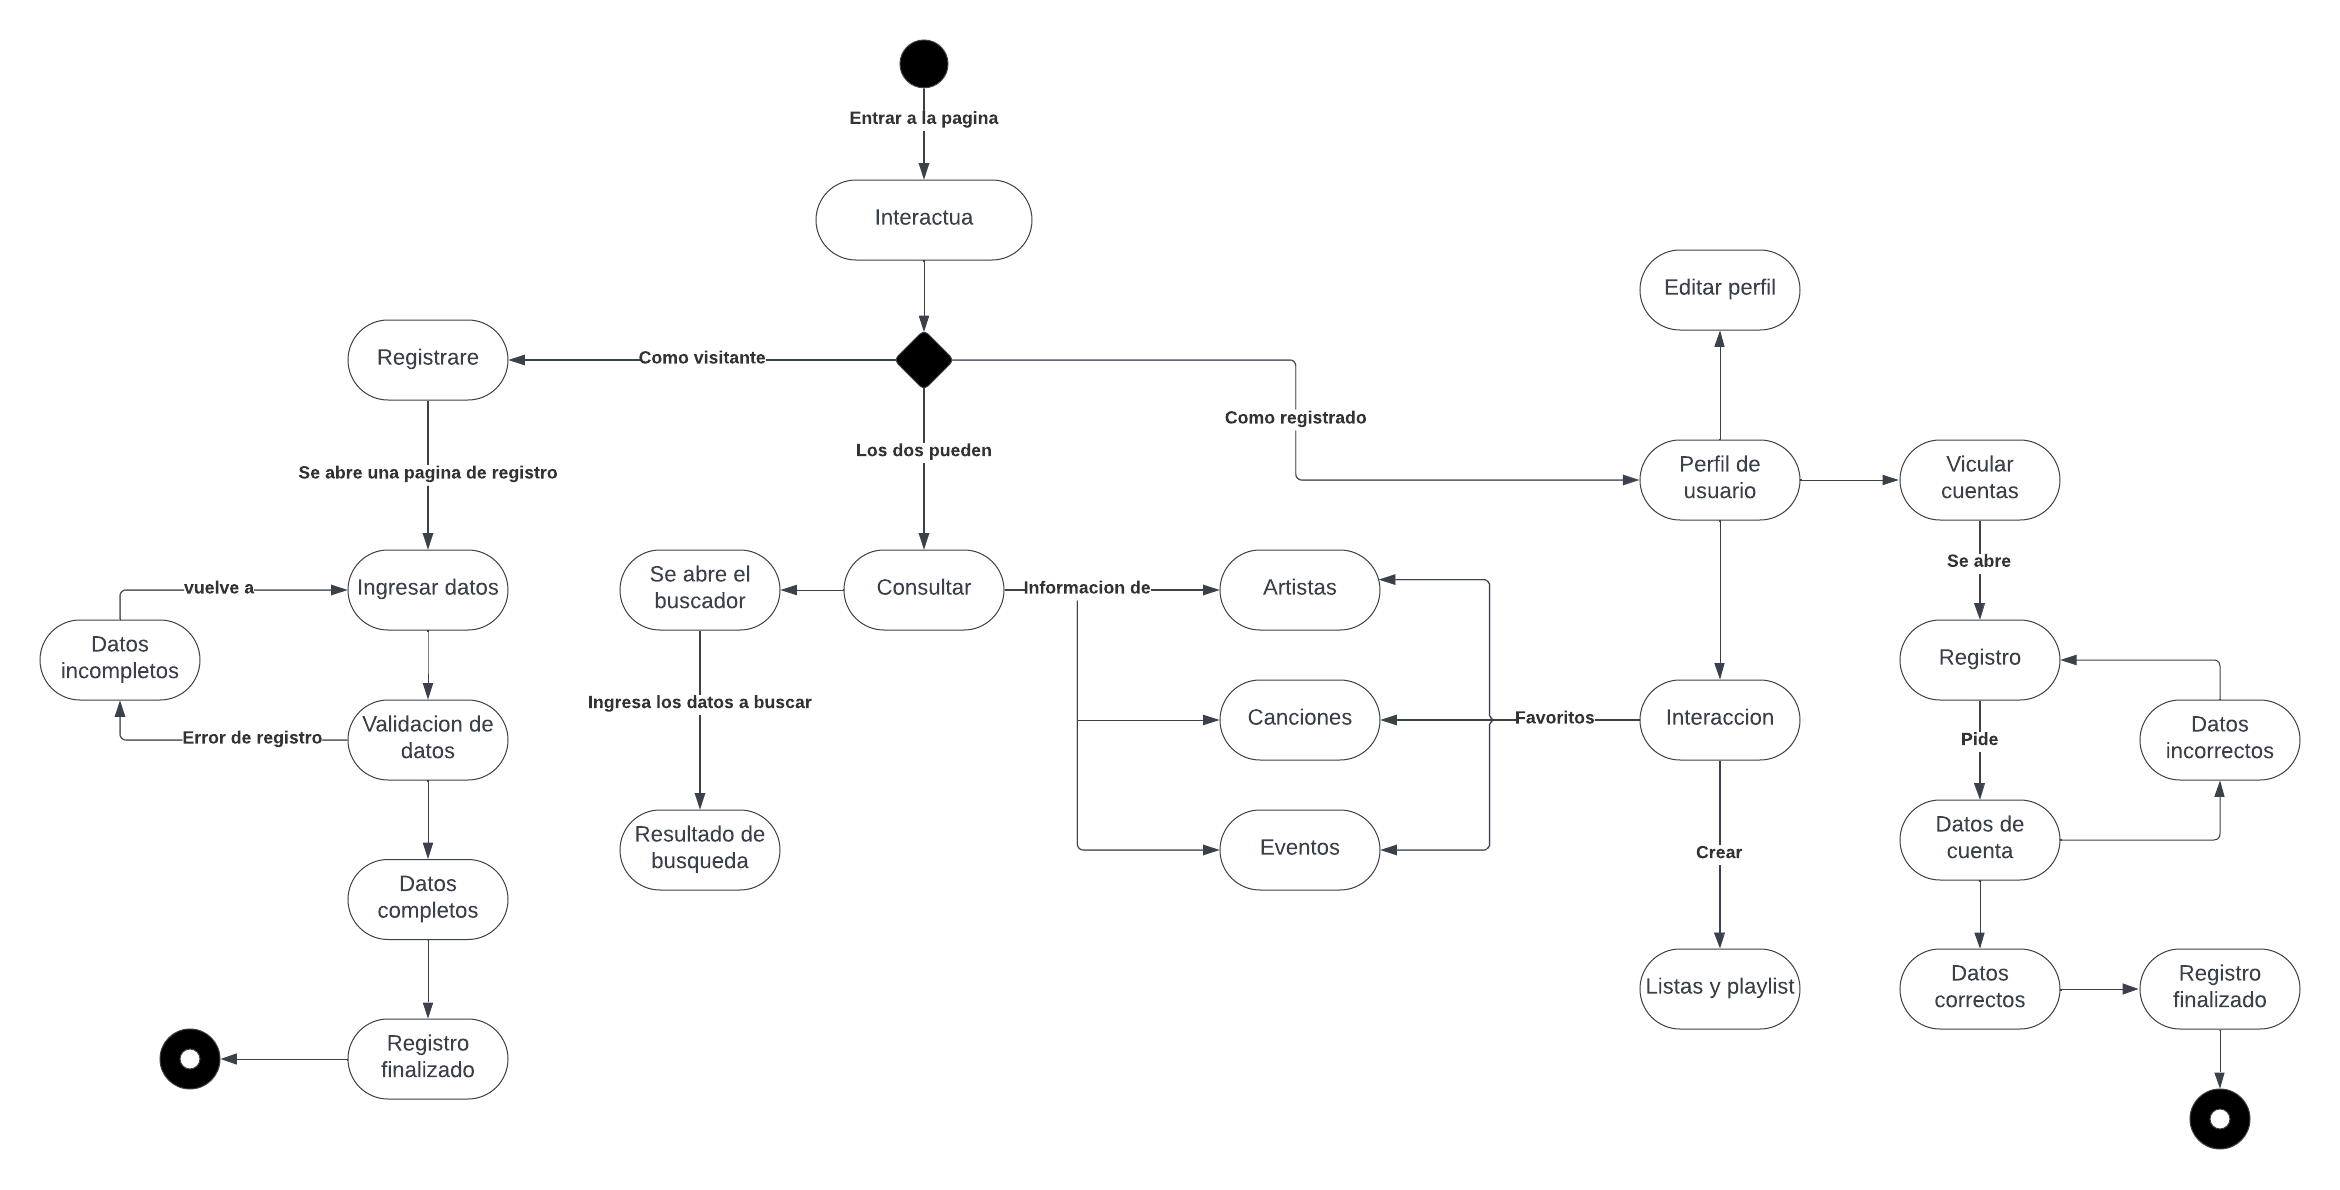 Entrar a la pagina
Interactua
Editar perfil
Registrare
Como visitante
Como registrado
Los dos pueden
Se abre una pagina de registro
Perfil de
usuario
Vicular
cuentas
Se abre
Ingresar datos
vuelve a
Datos
incompletos
Se abre el
buscador
Consultar
Informacion de
Artistas
Registro
Validacion de
datos
Error de registro
Ingresa los datos a buscar
Canciones
Favoritos
Interaccion
Pide
Datos
incorrectos
Resultado de
busqueda
Eventos
Crear
Datos de
cuenta
Datos
completos
Listas y playlist
Datos
correctos
Registro
finalizado
Registro
finalizado